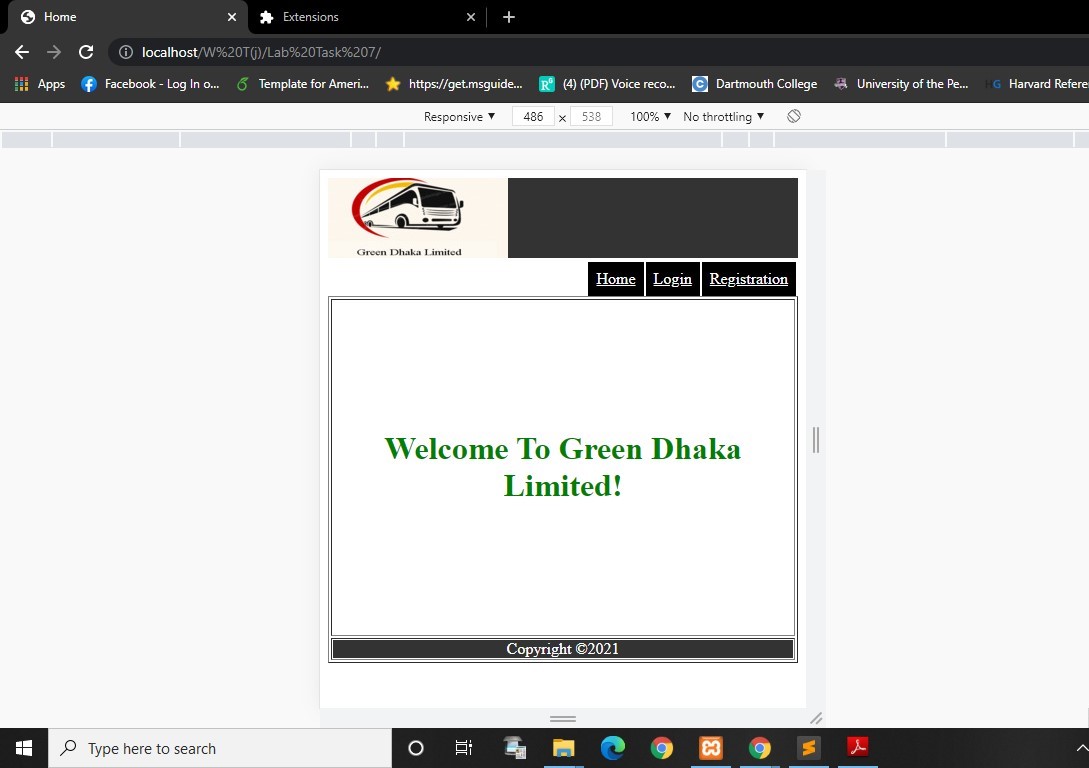 Home
Extensions
localhost/W%20T(j)/Lab%20Task%207/
Apps
Facebook - Log In o...
Template for Ameri...
https://get.msguide...
(4) (PDF) Voice reco...
Dartmouth College
University of the Pe...
HG Harvard Refere
Responsive ▼ 486 x 538 100% ▼ No throttling ▼
Green Dhaka Limited
Home Login Registration
Welcome To Green Dhaka
Limited!
Copyright ©2021
Type here to search